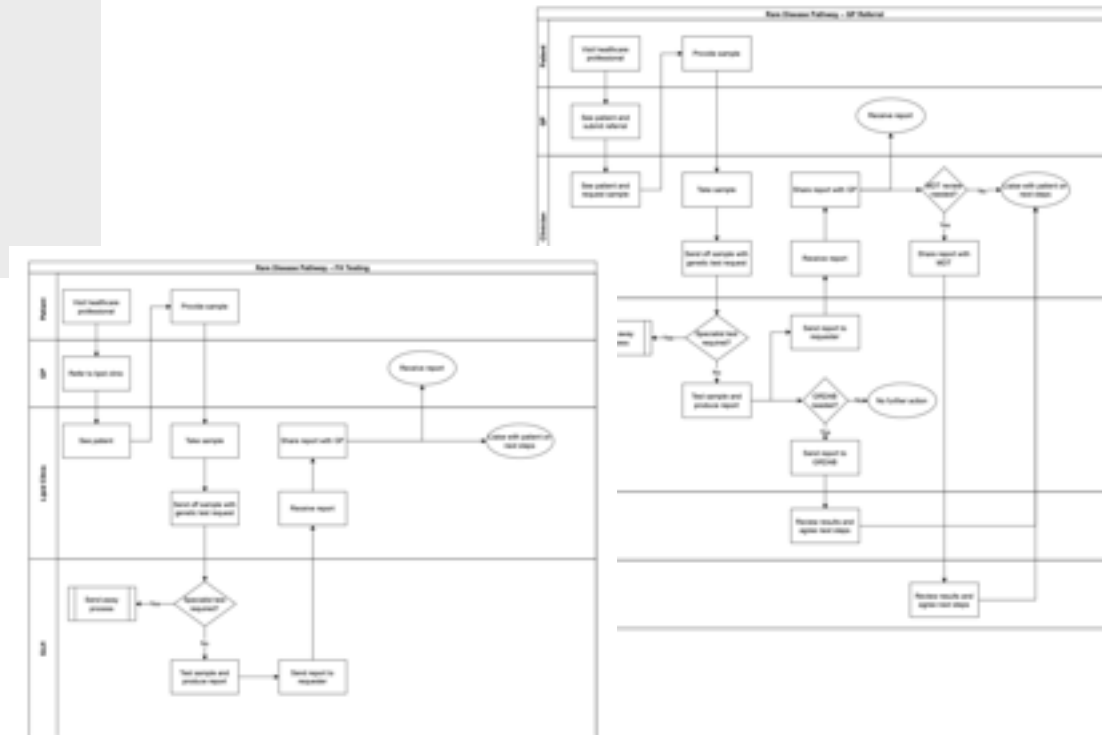 Rare Disease Pathway – GP Referral
Patient
Visit healthcare
professional
Provide sample
GP
See patient and
submit referral
Receive report
Clinician
See patient and
request sample
Take sample
Share report with GP
MDT review
needed?
No
Liaise with patient on
next steps
Yes
Send off sample with
genetic test request
Receive report
Share report with
MDT
away
Yes
Specialist test
required?
Send report to
requester
No
Test sample and
produce report
needed?
No
No further action
Yes
Send report to
Review results and
agree next steps
Review results and
agree next steps
Rare Disease Pathway – FH Testing
Patient
Visit healthcare
professional
Provide sample
GP
Refer to lipid clinic
Receive report
Lipid Clinic
See patient
Take sample
Share report with GP
Liaise with patient on
next steps
Send off sample with
genetic test request
Receive report
GLH
Send away
process
Yes
Specialist test
required?
No
Test sample and
produce report
Send report to
requester